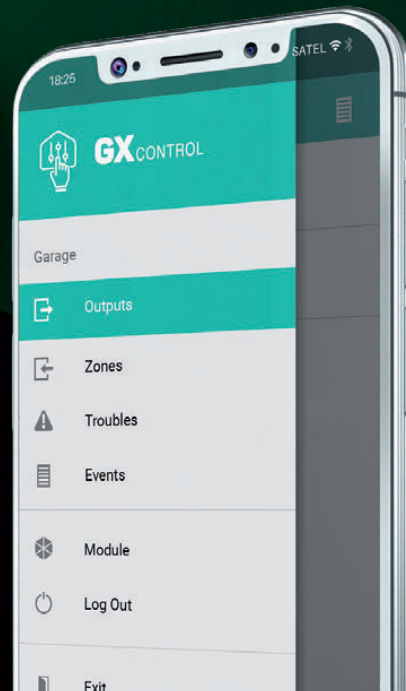 18:25
SATEL
GX CONTROL
Garage
Outputs
Zones
Troubles
Events
Module
Log Out
Exit